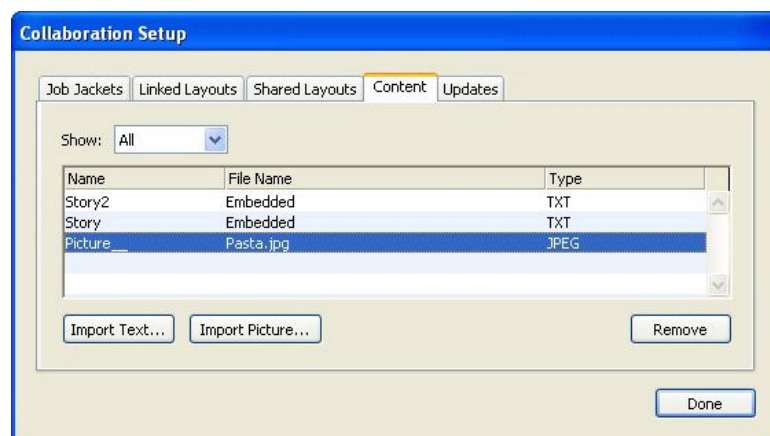 Collaboration Setup
Job Jackets Linked Layouts Shared Layouts Content Updates
Show: All
Name File Name Type
Story2 Embedded TXT
Story Embedded TXT
Picture__ Pasta.jpg JPEG
Import Text... Import Picture... Remove
Done